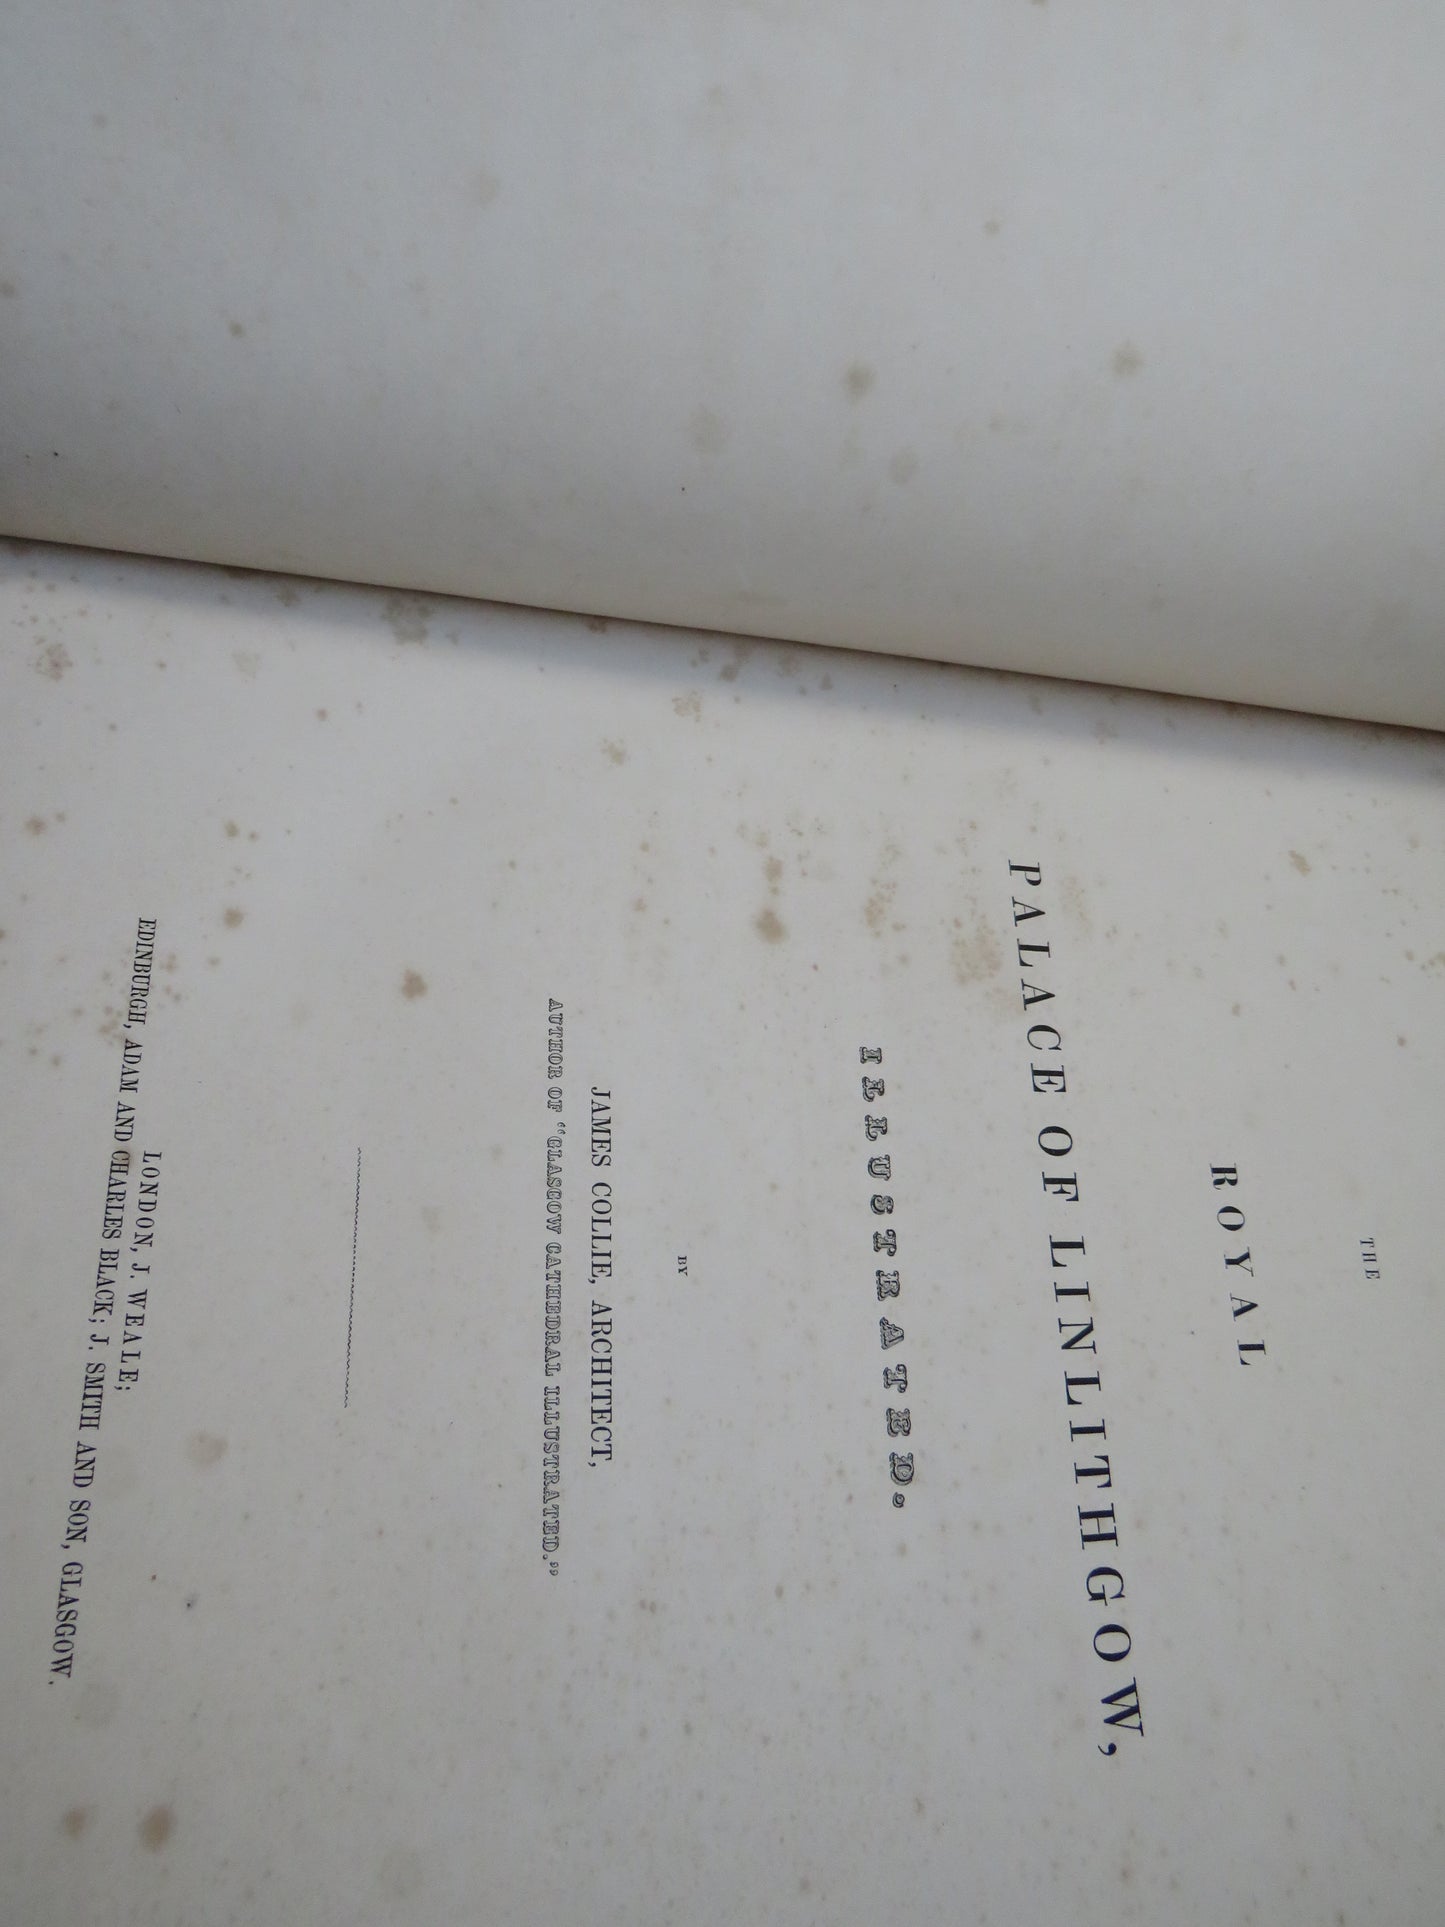 THE
ROYAL
PALACE OF LINLITHGOW,
ILLUSTRATED.
BY
JAMES COLLIE, ARCHITECT,
AUTHOR OF "GLASGOW CATHEDRAL ILLUSTRATED."
LONDON, J. WEALE;
EDINBURGH, ADAM AND CHARLES BLACK; J. SMITH AND SON, GLASGOW.